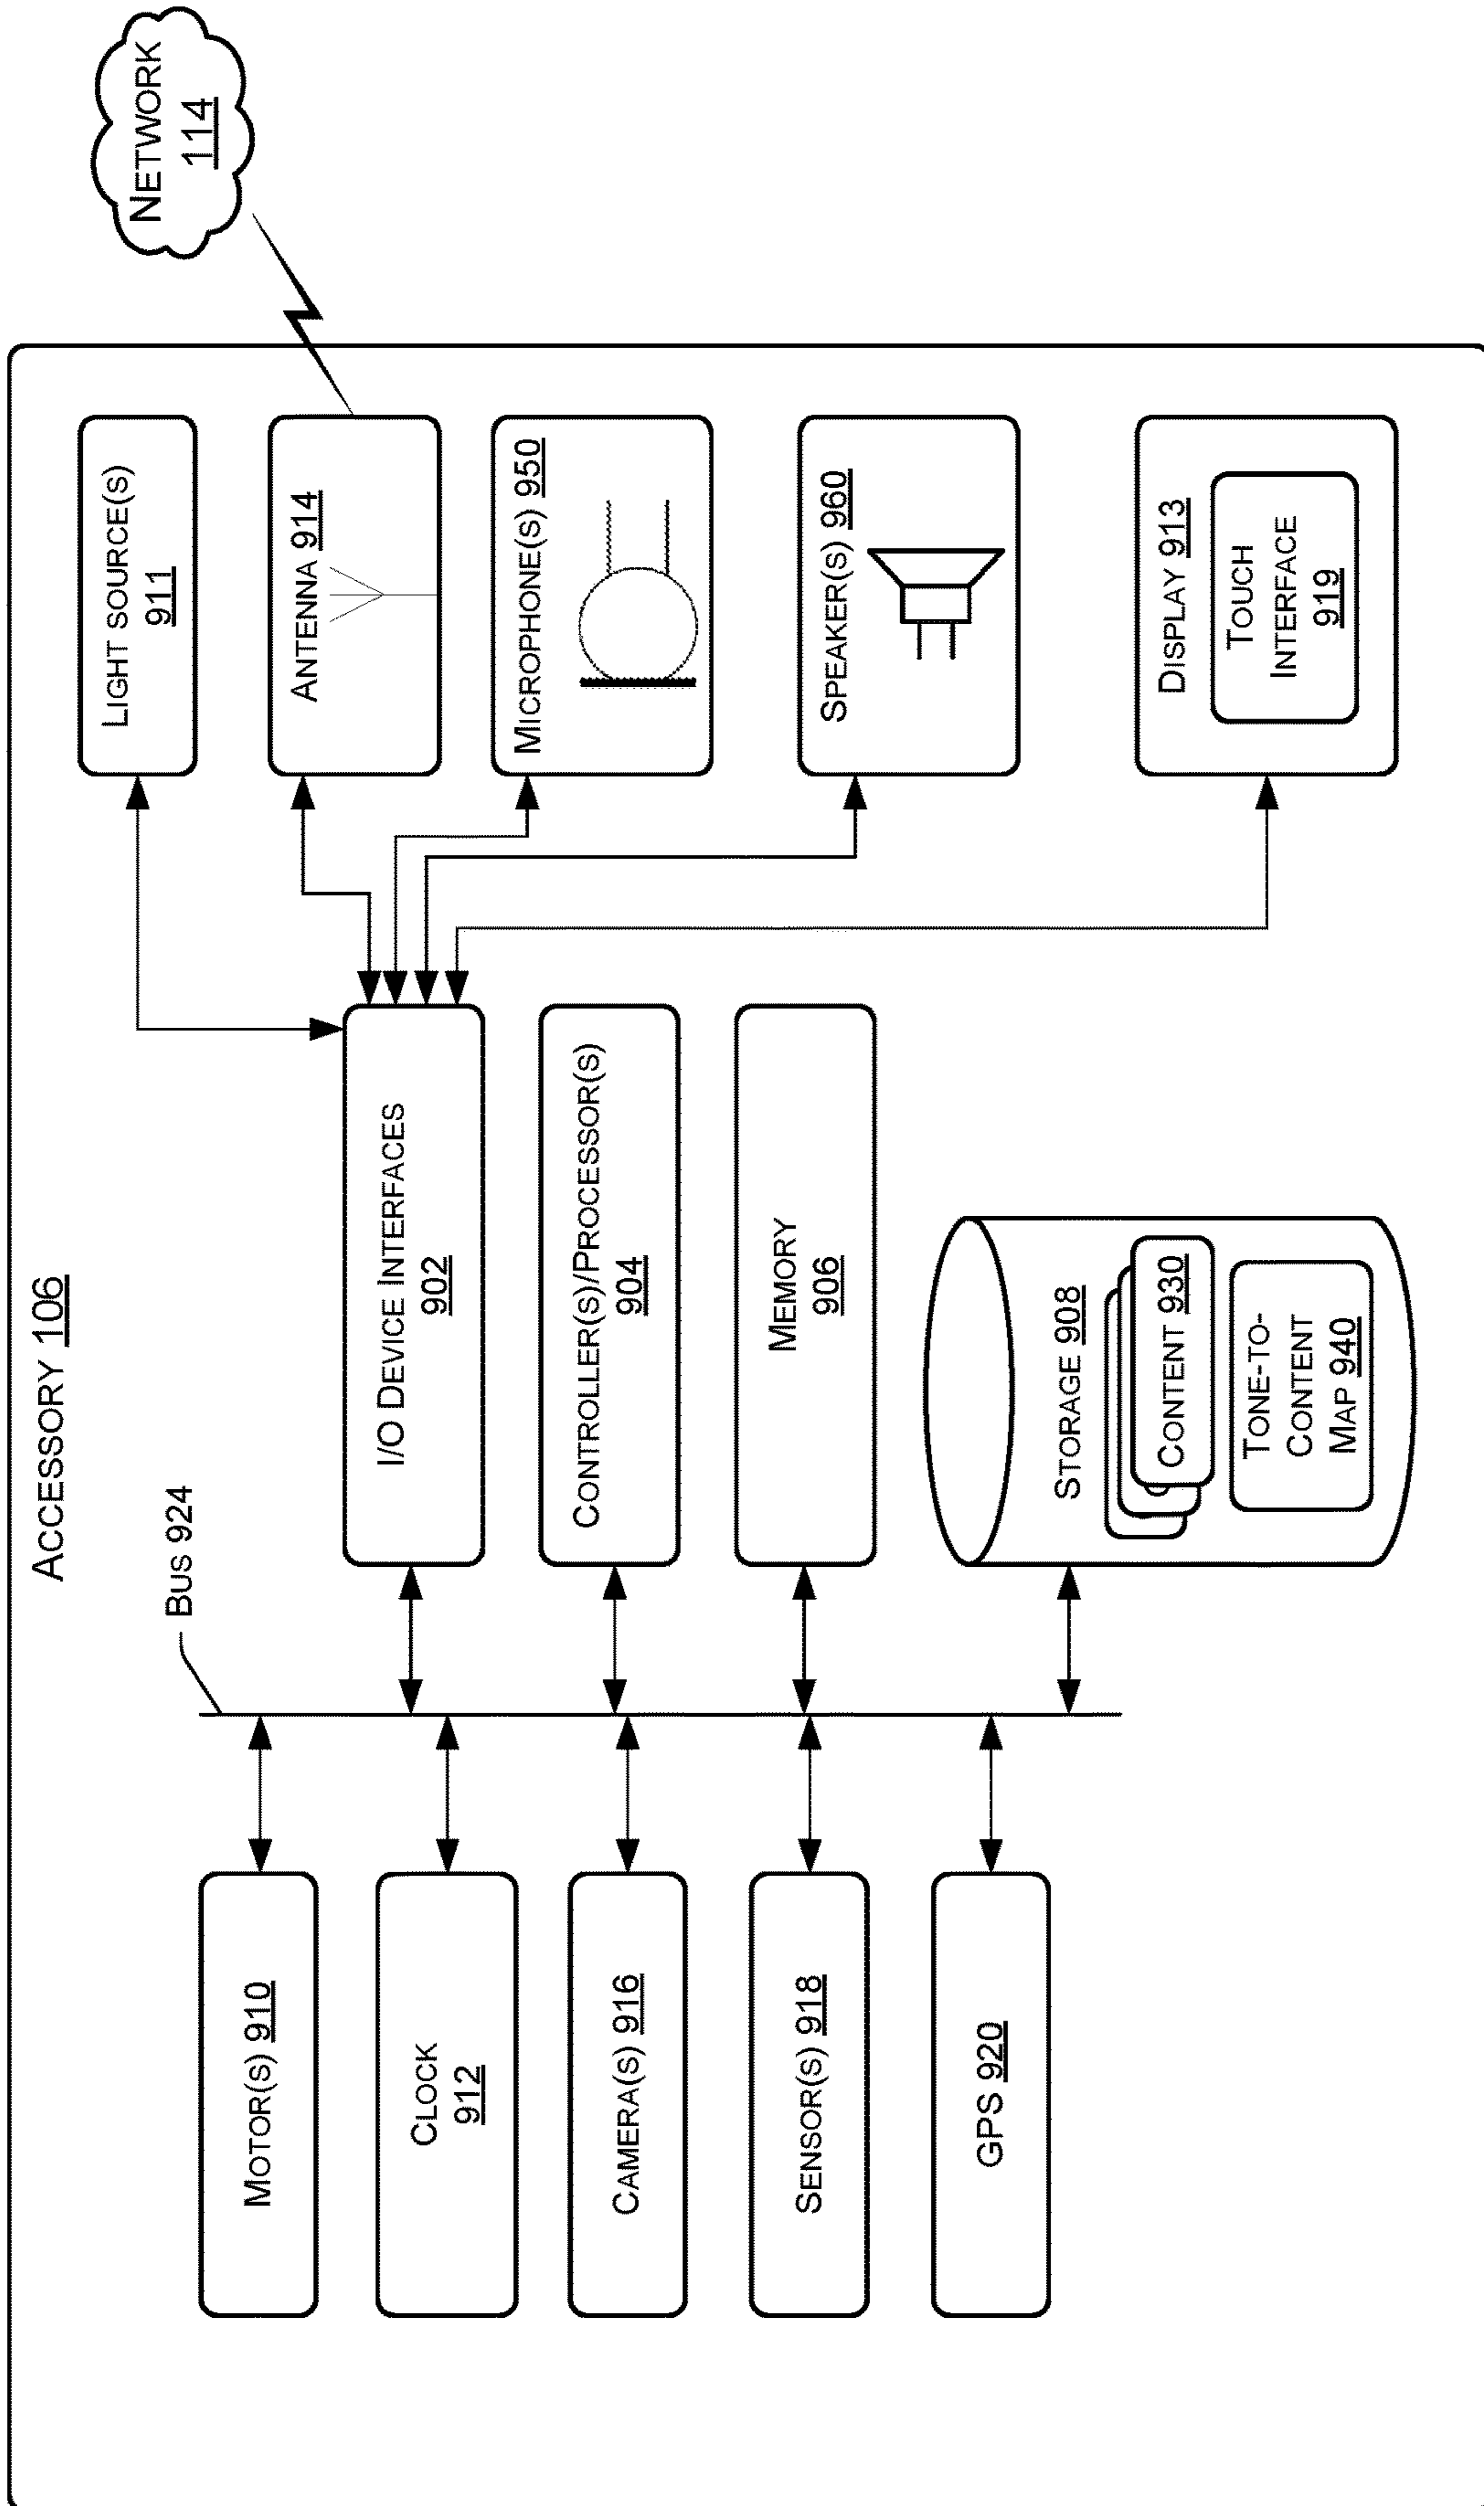 ACCESSORY 106
BUS 924
MOTOR(S) 910
CLOCK
912
CAMERA(S) 916
SENSOR(S) 918
GPS 920
I/O DEVICE INTERFACES
902
CONTROLLER(S)/PROCESSOR(S)
904
MEMORY
906
STORAGE 908
CONTENT 930
TONE-TO-
CONTENT
MAP 940
LIGHT SOURCE(S)
911
ANTENNA 914
MICROPHONE(S) 950
SPEAKER(S) 960
DISPLAY 913
TOUCH
INTERFACE
919
NETWORK
114